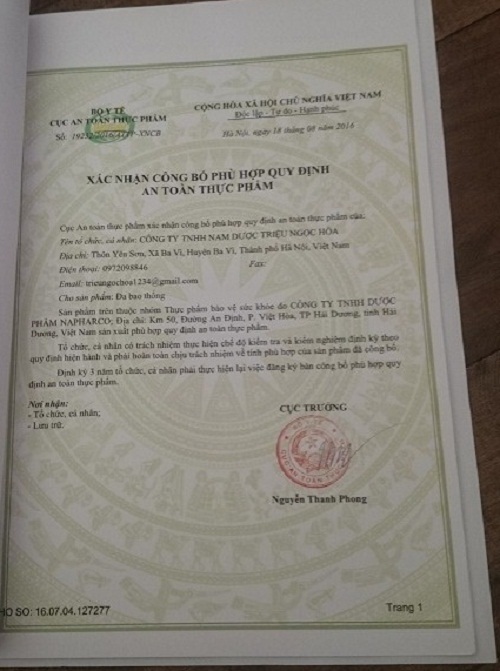 BỘ Y TẾ
CỤC AN TOÀN THỰC PHẨM
CỘNG HÒA XÃ HỘI CHỦ NGHĨA VIỆT NAM
Độc lập - Tự do - Hạnh phúc
Hà Nội, ngày 18 tháng 08 năm 2016
XÁC NHẬN CÔNG BỐ PHÙ HỢP QUY ĐỊNH
AN TOÀN THỰC PHẨM
Cục An toàn thực phẩm xác nhận công bố phù hợp quy định an toàn thực phẩm của:
Tên tổ chức, cá nhân: CÔNG TY TNHH NAM DƯỢC TRIỆU NGỌC HÒA
Địa chỉ: Thôn Yên Sơn, Xã Ba Vì, Huyện Ba Vì, Thành phố Hà Nội, Việt Nam
Điện thoại: 0972098846 Fax:
Email: trieungochoa1234@gmail.com
Cho sản phẩm: Đa bao thống
Sản phẩm trên thuộc nhóm Thực phẩm bảo vệ sức khỏe do CÔNG TY TNHH DƯỢC
PHẨM NAPHARCO; Địa chỉ: Km 50, Đường An Định, P. Việt Hòa, TP Hải Dương, tỉnh Hải
Dương, Việt Nam sản xuất phù hợp quy định an toàn thực phẩm.
Tổ chức, cá nhân có trách nhiệm thực hiện chế độ kiểm tra và kiểm nghiệm định kỳ theo
quy định hiện hành và phải hoàn toàn chịu trách nhiệm về tính phù hợp của sản phẩm đã công bố.
Định kỳ 3 năm tổ chức, cá nhân phải thực hiện lại việc đăng ký bản công bố phù hợp quy
định an toàn thực phẩm.
Nơi nhận:
- Tổ chức, cá nhân;
- Lưu trữ.
CỤC TRƯỞNG
Nguyễn Thanh Phong
HO SO: 16.07.04.127277
Trang 1